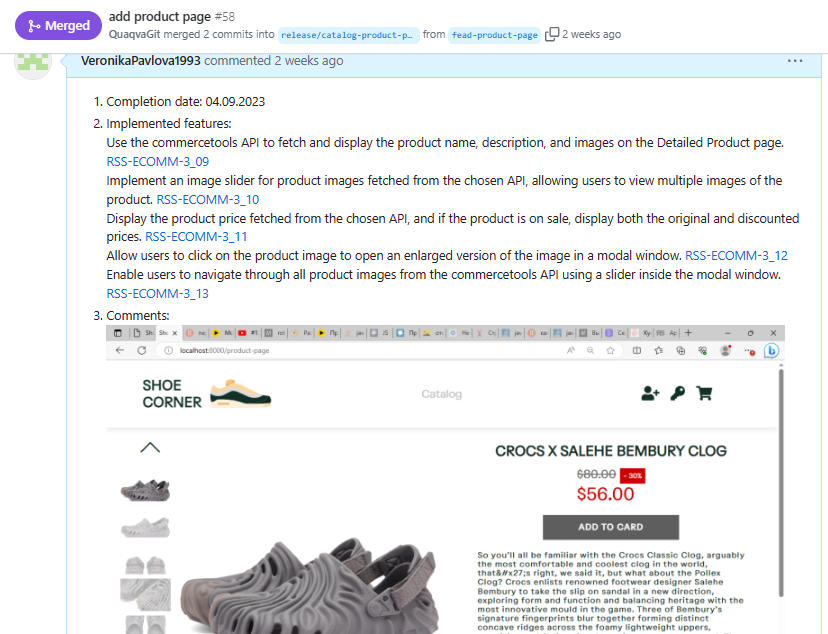 Merged
add product page #58
QuaqvaGit merged 2 commits into release/catalog-product-p… from fead-product-page 2 weeks ago
VeronikaPavlova1993 commented 2 weeks ago
1. Completion date: 04.09.2023
2. Implemented features:
Use the commercetools API to fetch and display the product name, description, and images on the Detailed Product page.
RSS-ECOMM-3_09
Implement an image slider for product images fetched from the chosen API, allowing users to view multiple images of the
product. RSS-ECOMM-3_10
Display the product price fetched from the chosen API, and if the product is on sale, display both the original and discounted
prices. RSS-ECOMM-3_11
Allow users to click on the product image to open an enlarged version of the image in a modal window. RSS-ECOMM-3_12
Enable users to navigate through all product images from the commercetools API using a slider inside the modal window.
RSS-ECOMM-3_13
3. Comments:
localhost:8000/product-page
SHOE
CORNER
Catalog
CROCS X SALEHE BEMBURY CLOG
$80.00 - 30%
$56.00
ADD TO CARD
So you'll all be familiar with the Crocs Classic Clog, arguably
the most comfortable and coolest clog in the world,
that&#x27;s right, we said it, but what about the Pollex
Clog? Crocs enlists renowned footwear designer Salehe
Bembury to take the slip on sandal in a new direction,
exploring form and function and balancing heritage with the
most innovative mould in the game. Three of Bembury's
signature fingerprints blur together forming distinct
concave ridges across the foamy lightweight uppers,